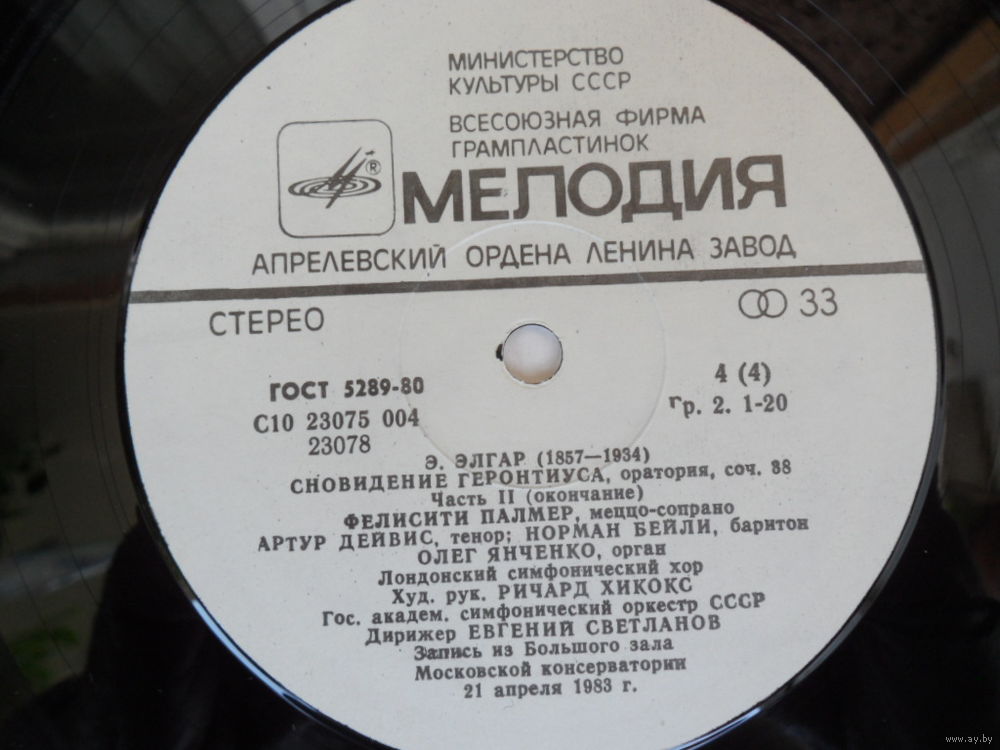 МИНИСТЕРСТВО
КУЛЬТУРЫ СССР
ВСЕСОЮЗНАЯ ФИРМА
ГРАМПЛАСТИНОК
®
МЕЛОДИЯ
АПРЕЛЕВСКИЙ ОРДЕНА ЛЕНИНА ЗАВОД
СТЕРЕО
33
ГОСТ 5289-80
4 (4)
С10 23075 004
Гр. 2. 1-20
23078
Э. ЭЛГАР (1857—1934)
СНОВИДЕНИЕ ГЕРОНТИУСА, оратория, соч. 38
Часть II (окончание)
ФЕЛИСИТИ ПАЛМЕР, меццо-сопрано
АРТУР ДЕЙВИС, тенор; НОРМАН БЕЙЛИ, баритон
ОЛЕГ ЯНЧЕНКО, орган
Лондонский симфонический хор
Худ. рук. РИЧАРД ХИКОКС
Гос. академ. симфонический оркестр СССР
Дирижер ЕВГЕНИЙ СВЕТЛАНОВ
Запись из Большого зала
Московской консерватории
21 апреля 1983 г.
www.ay.by